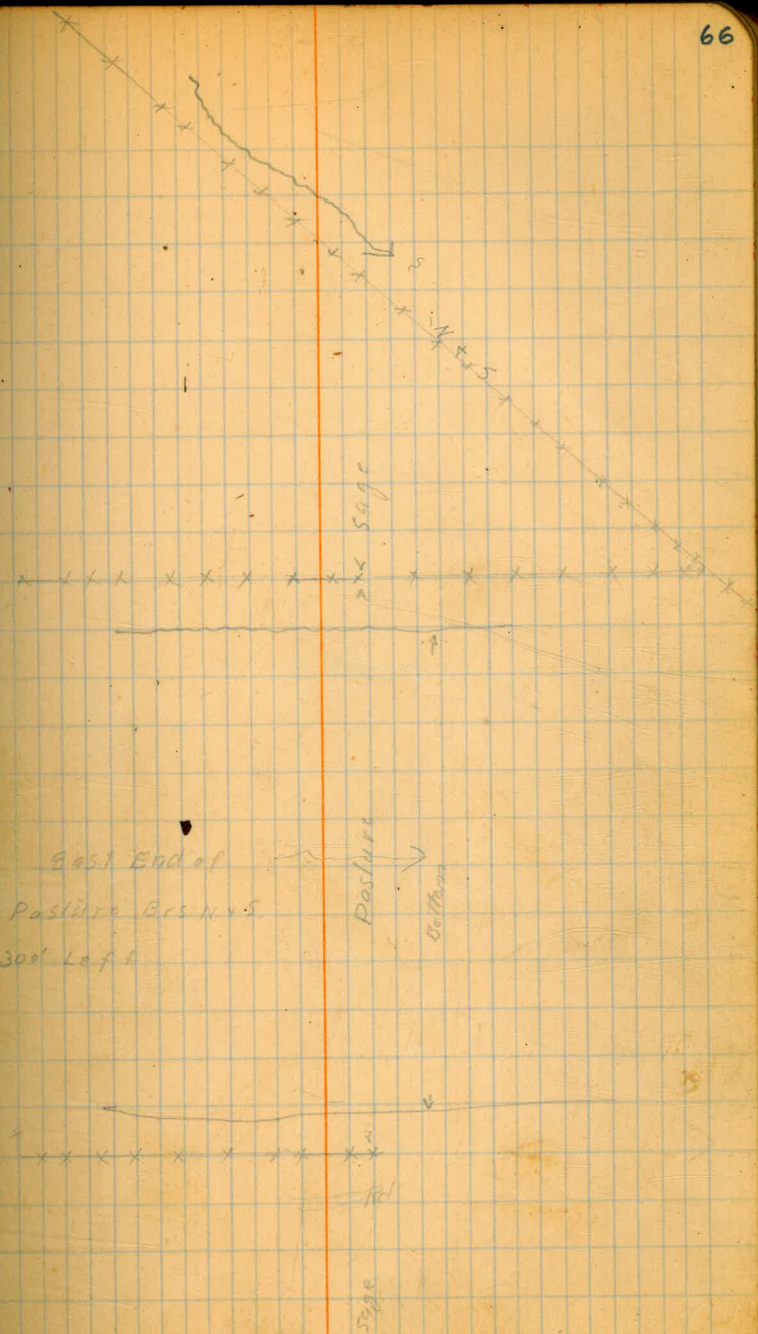 66
N & S
Sage
Pasture
Bottom
East End of
Pasture Brs N & S.
300' Left
Rd
Sage